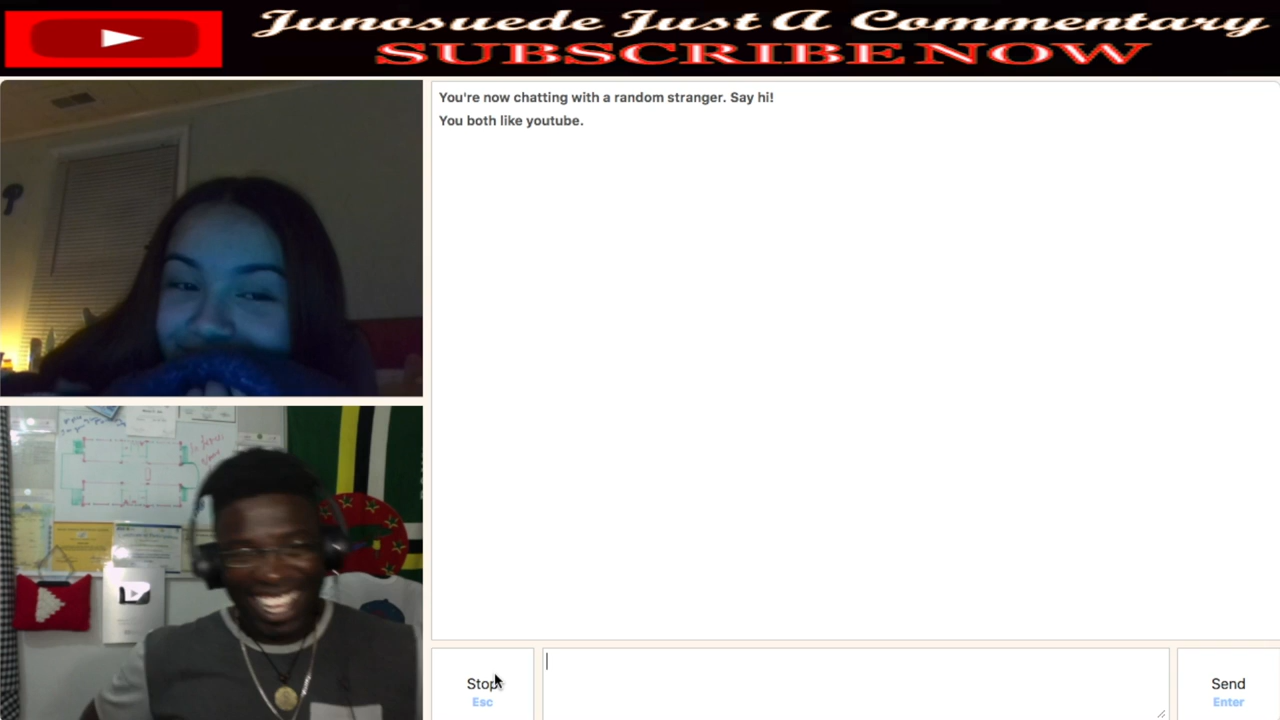 Junosuede Just A Commentary
SUBSCRIBE NOW
You're now chatting with a random stranger. Say hi!
You both like youtube.
Stop
Esc
Send
Enter